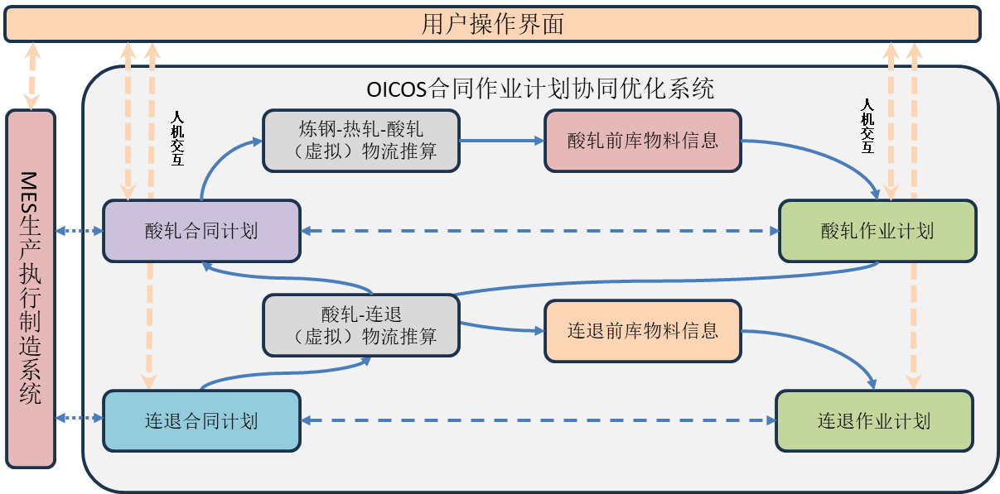 用户操作界面
OICOS合同作业计划协同优化系统
人机交互
人机交互
炼钢-热轧-酸轧
（虚拟）物流推算
酸轧前库物料信息
MES生产执行制造系统
酸轧合同计划
酸轧作业计划
酸轧-连退
（虚拟）物流推算
连退前库物料信息
连退合同计划
连退作业计划